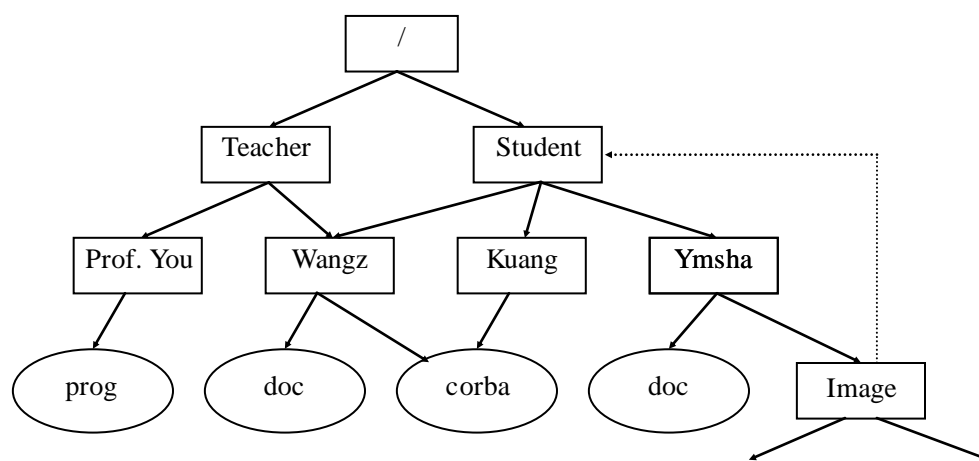 /
Teacher
Student
Prof. You
Wangz
Kuang
Ymsha
prog
doc
corba
doc
Image